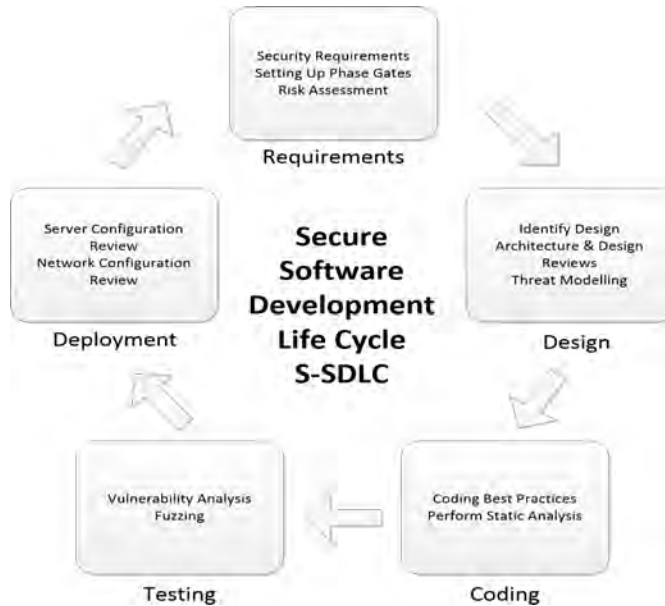 Security Requirements
Setting Up Phase Gates
Risk Assessment
Requirements
Identify Design
Architecture & Design
Reviews
Threat Modelling
Design
Coding Best Practices
Perform Static Analysis
Coding
Vulnerability Analysis
Fuzzing
Testing
Server Configuration
Review
Network Configuration
Review
Deployment
Secure
Software
Development
Life Cycle
S-SDLC